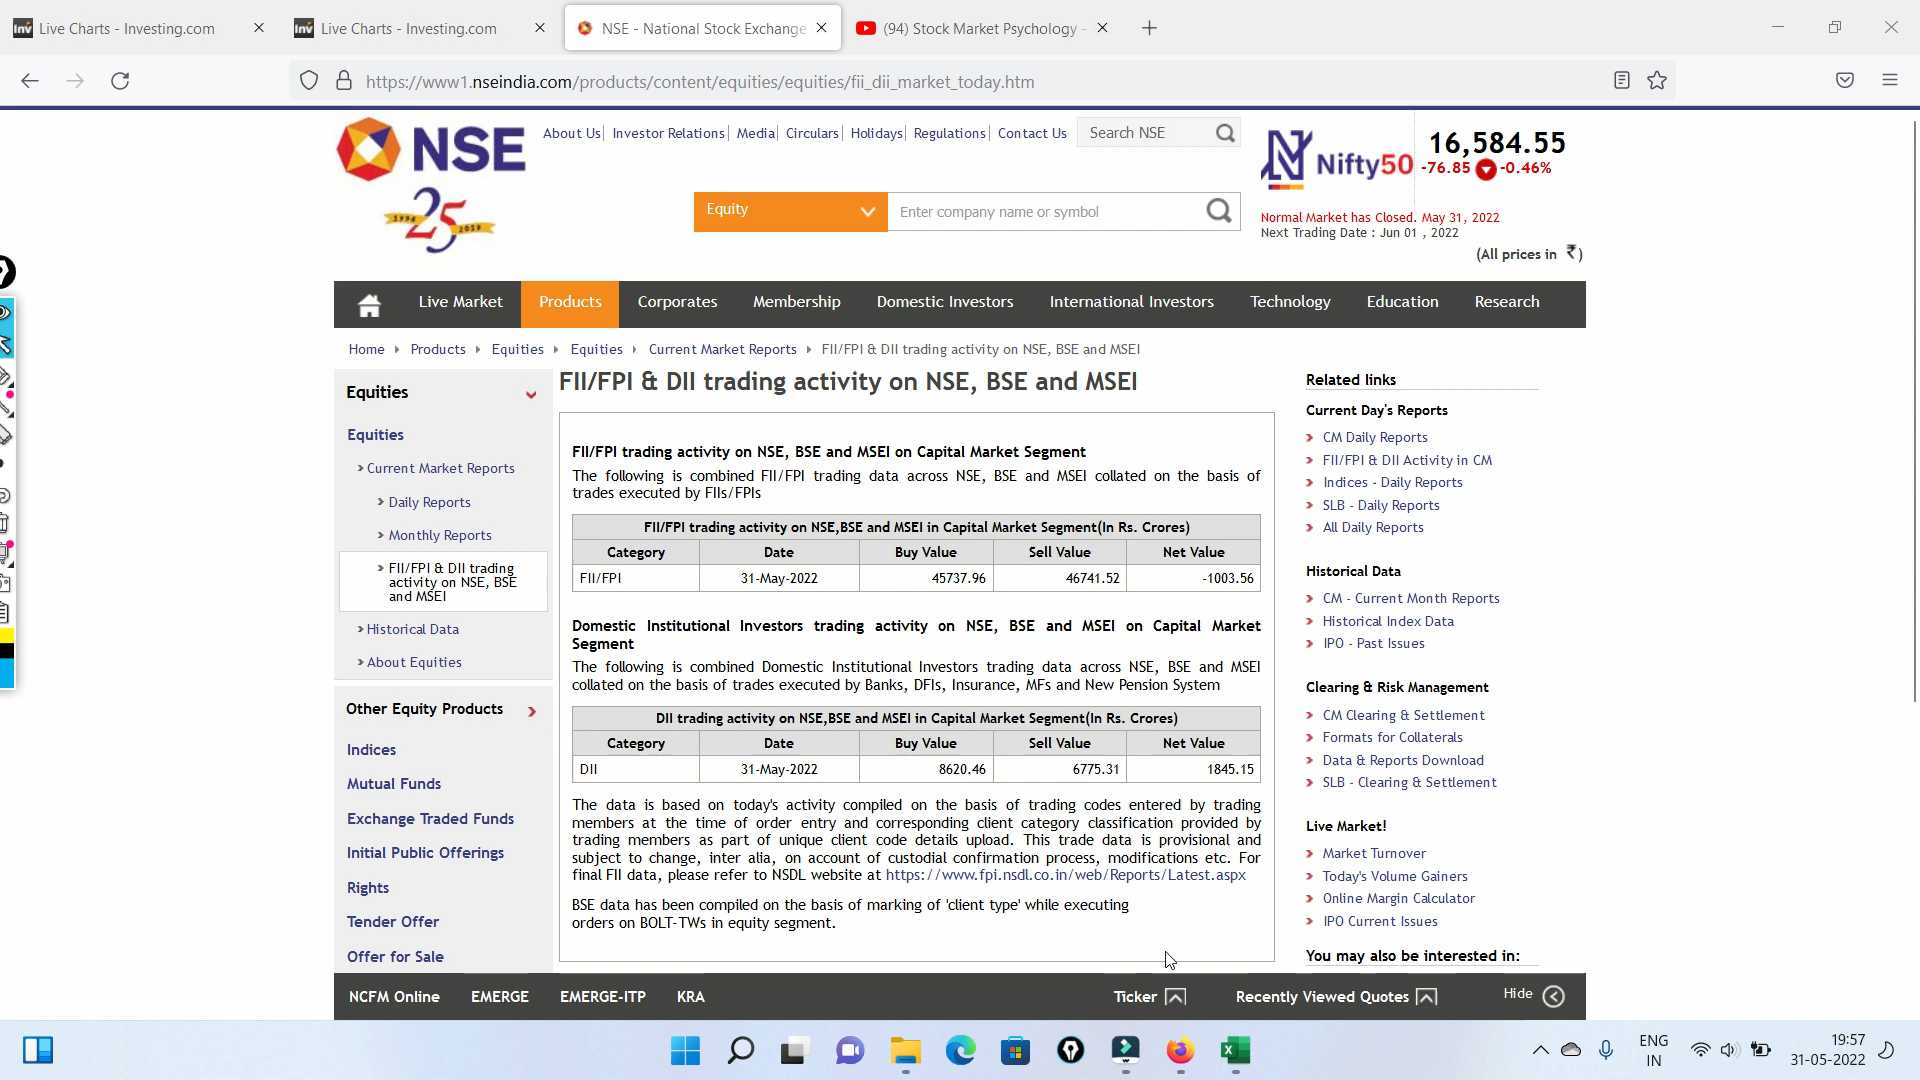 Live Charts - Investing.com
Live Charts - Investing.com
NSE - National Stock Exchange
(94) Stock Market Psychology -
https://www1.nseindia.com/products/content/equities/equities/fii_dii_market_today.htm
NSE
1994 25 2019
About Us| Investor Relations| Media| Circulars| Holidays| Regulations| Contact Us
Search NSE
Equity
Enter company name or symbol
Nifty50
16,584.55
-76.85 -0.46%
Normal Market has Closed. May 31, 2022
Next Trading Date : Jun 01 , 2022
(All prices in ₹)
Live Market Products Corporates Membership Domestic Investors International Investors Technology Education Research
Home Products Equities Equities Current Market Reports FII/FPI & DII trading activity on NSE, BSE and MSEI
Equities
Equities
Current Market Reports
Daily Reports
Monthly Reports
FII/FPI & DII trading
activity on NSE, BSE
and MSEI
Historical Data
About Equities
Other Equity Products
Indices
Mutual Funds
Exchange Traded Funds
Initial Public Offerings
Rights
Tender Offer
Offer for Sale
FII/FPI & DII trading activity on NSE, BSE and MSEI
FII/FPI trading activity on NSE, BSE and MSEI on Capital Market Segment
The following is combined FII/FPI trading data across NSE, BSE and MSEI collated on the basis of
trades executed by FIIs/FPIs
FII/FPI trading activity on NSE,BSE and MSEI in Capital Market Segment(In Rs. Crores)
Category Date Buy Value Sell Value Net Value
FII/FPI 31-May-2022 45737.96 46741.52 -1003.56
Domestic Institutional Investors trading activity on NSE, BSE and MSEI on Capital Market
Segment
The following is combined Domestic Institutional Investors trading data across NSE, BSE and MSEI
collated on the basis of trades executed by Banks, DFIs, Insurance, MFs and New Pension System
DII trading activity on NSE,BSE and MSEI in Capital Market Segment(In Rs. Crores)
Category Date Buy Value Sell Value Net Value
DII 31-May-2022 8620.46 6775.31 1845.15
The data is based on today's activity compiled on the basis of trading codes entered by trading
members at the time of order entry and corresponding client category classification provided by
trading members as part of unique client code details upload. This trade data is provisional and
subject to change, inter alia, on account of custodial confirmation process, modifications etc. For
final FII data, please refer to NSDL website at https://www.fpi.nsdl.co.in/web/Reports/Latest.aspx
BSE data has been compiled on the basis of marking of 'client type' while executing
orders on BOLT-TWs in equity segment.
Related links
Current Day's Reports
CM Daily Reports
FII/FPI & DII Activity in CM
Indices - Daily Reports
SLB - Daily Reports
All Daily Reports
Historical Data
CM - Current Month Reports
Historical Index Data
IPO - Past Issues
Clearing & Risk Management
CM Clearing & Settlement
Formats for Collaterals
Data & Reports Download
SLB - Clearing & Settlement
Live Market!
Market Turnover
Today's Volume Gainers
Online Margin Calculator
IPO Current Issues
You may also be interested in:
NCFM Online EMERGE EMERGE-ITP KRA Ticker Recently Viewed Quotes Hide
ENG
IN
19:57
31-05-2022